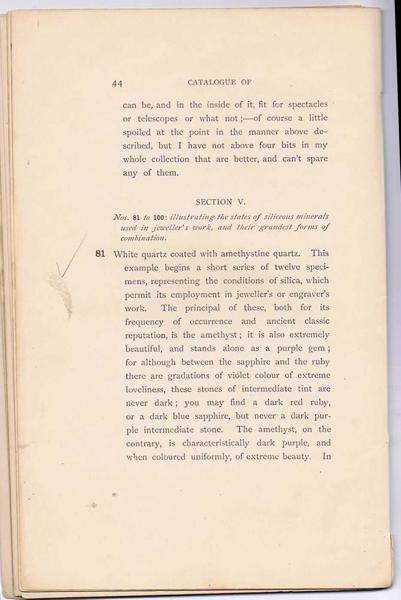 44 CATALOGUE OF
can be, and in the inside of it, fit for spectacles
or telescopes or what not ;—of course a little
spoiled at the point in the manner above de-
scribed, but I have not above four bits in my
whole collection that are better, and can't spare
any of them.
SECTION V.
Nos. 81 to 100: illustrating the states of siliceous minerals
used in jeweller's work, and their grandest forms of
combination.
81 White quartz coated with amethystine quartz. This
example begins a short series of twelve speci-
mens, representing the conditions of silica, which
permit its employment in jeweller's or engraver's
work. The principal of these, both for its
frequency of occurrence and ancient classic
reputation, is the amethyst ; it is also extremely
beautiful, and stands alone as a purple gem ;
for although between the sapphire and the ruby
there are gradations of violet colour of extreme
loveliness, these stones of intermediate tint are
never dark ; you may find a dark red ruby,
or a dark blue sapphire, but never a dark pur-
ple intermediate stone. The amethyst, on the
contrary, is characteristically dark purple, and
when coloured uniformly, of extreme beauty. In